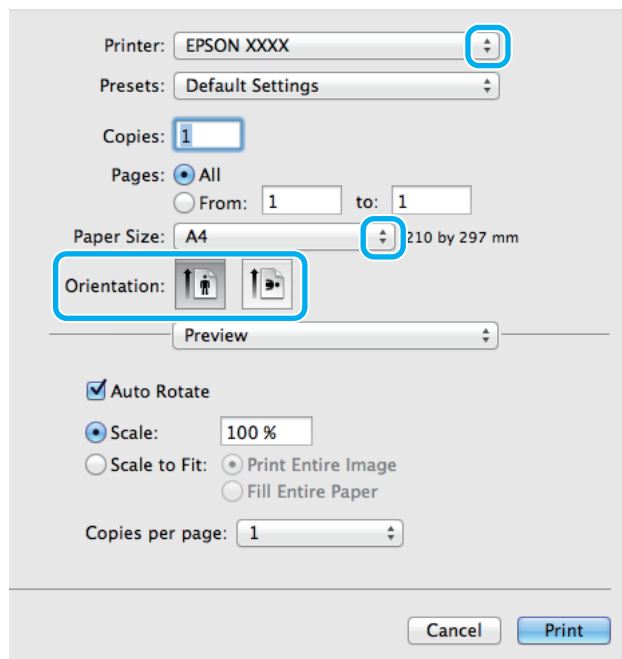 Printer: EPSON XXXX
Presets: Default Settings
Copies: 1
Pages: All
From: 1 to: 1
Paper Size: A4 210 by 297 mm
Orientation:
Preview
Auto Rotate
Scale: 100 %
Scale to Fit: Print Entire Image
Fill Entire Paper
Copies per page: 1
Cancel Print